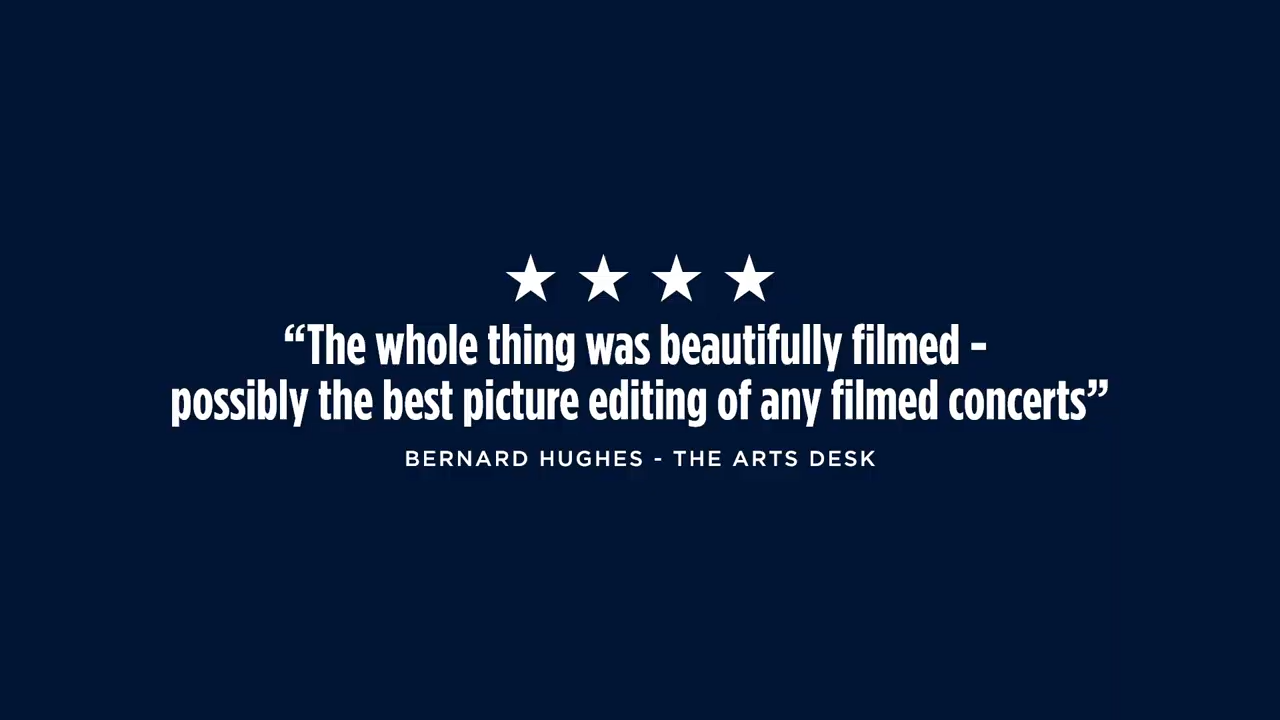 ★ ★ ★ ★
“The whole thing was beautifully filmed -
possibly the best picture editing of any filmed concerts”
BERNARD HUGHES - THE ARTS DESK